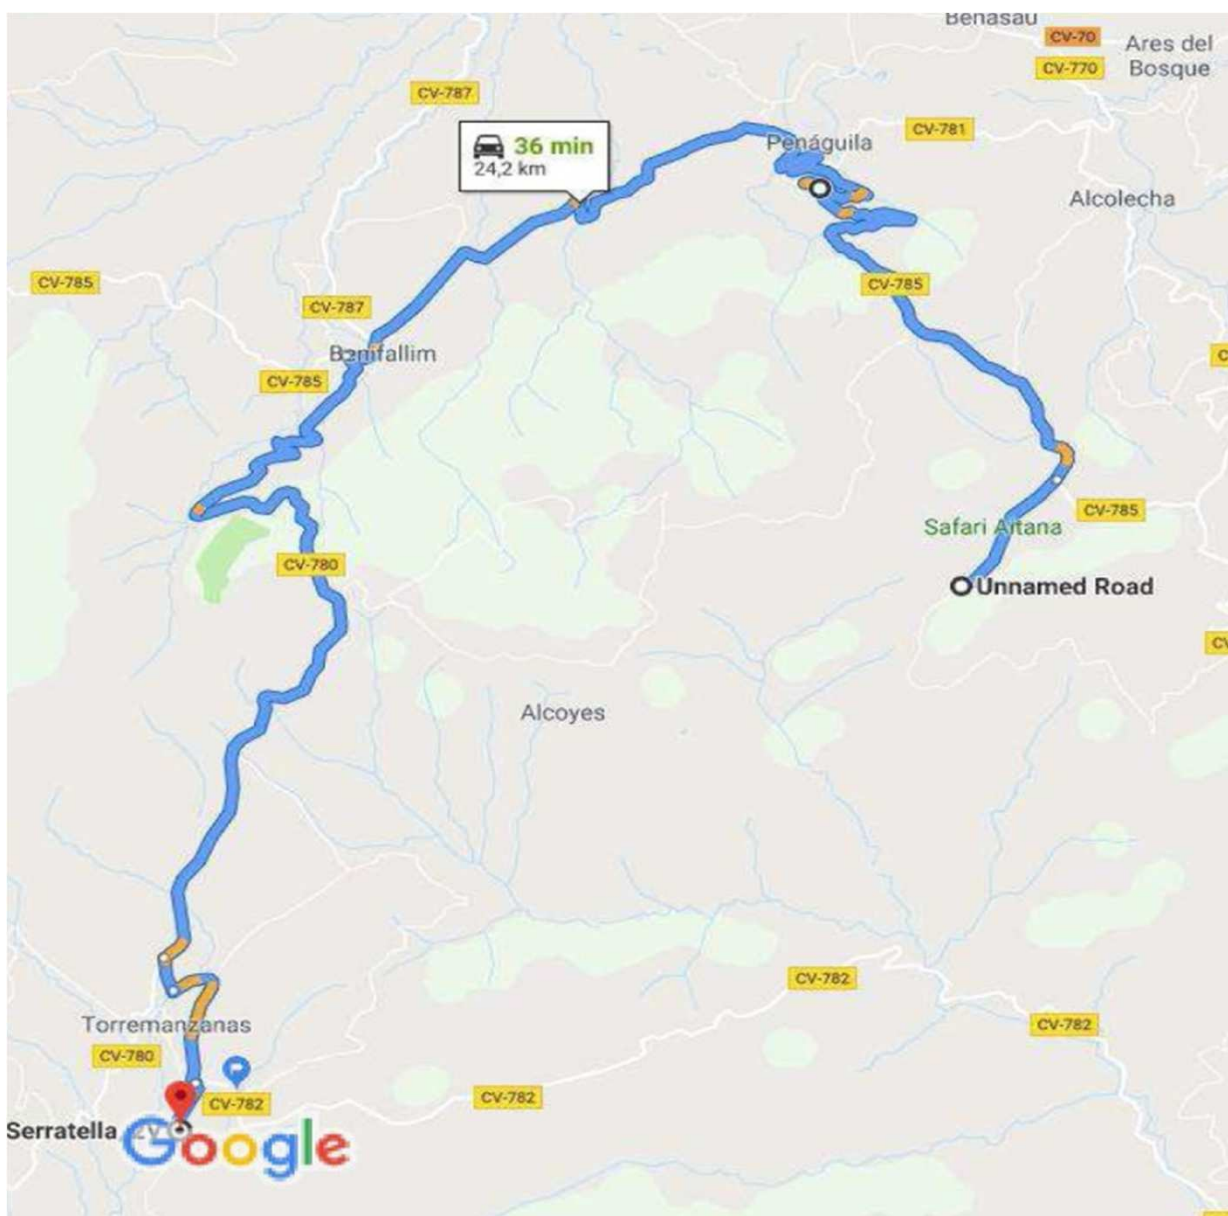 Benasau
CV-70
Ares del
Bosque
CV-770
CV-787
CV-781
36 min
24,2 km
Penáguila
Alcolecha
CV-785
CV-785
CV-787
Benifallim
CV-785
CV-785
Safari Aitana
CV-780
Unnamed Road
Alcoyes
CV-782
CV-782
Torremanzanas
CV-780
CV-782
CV-782
Serratella
Google